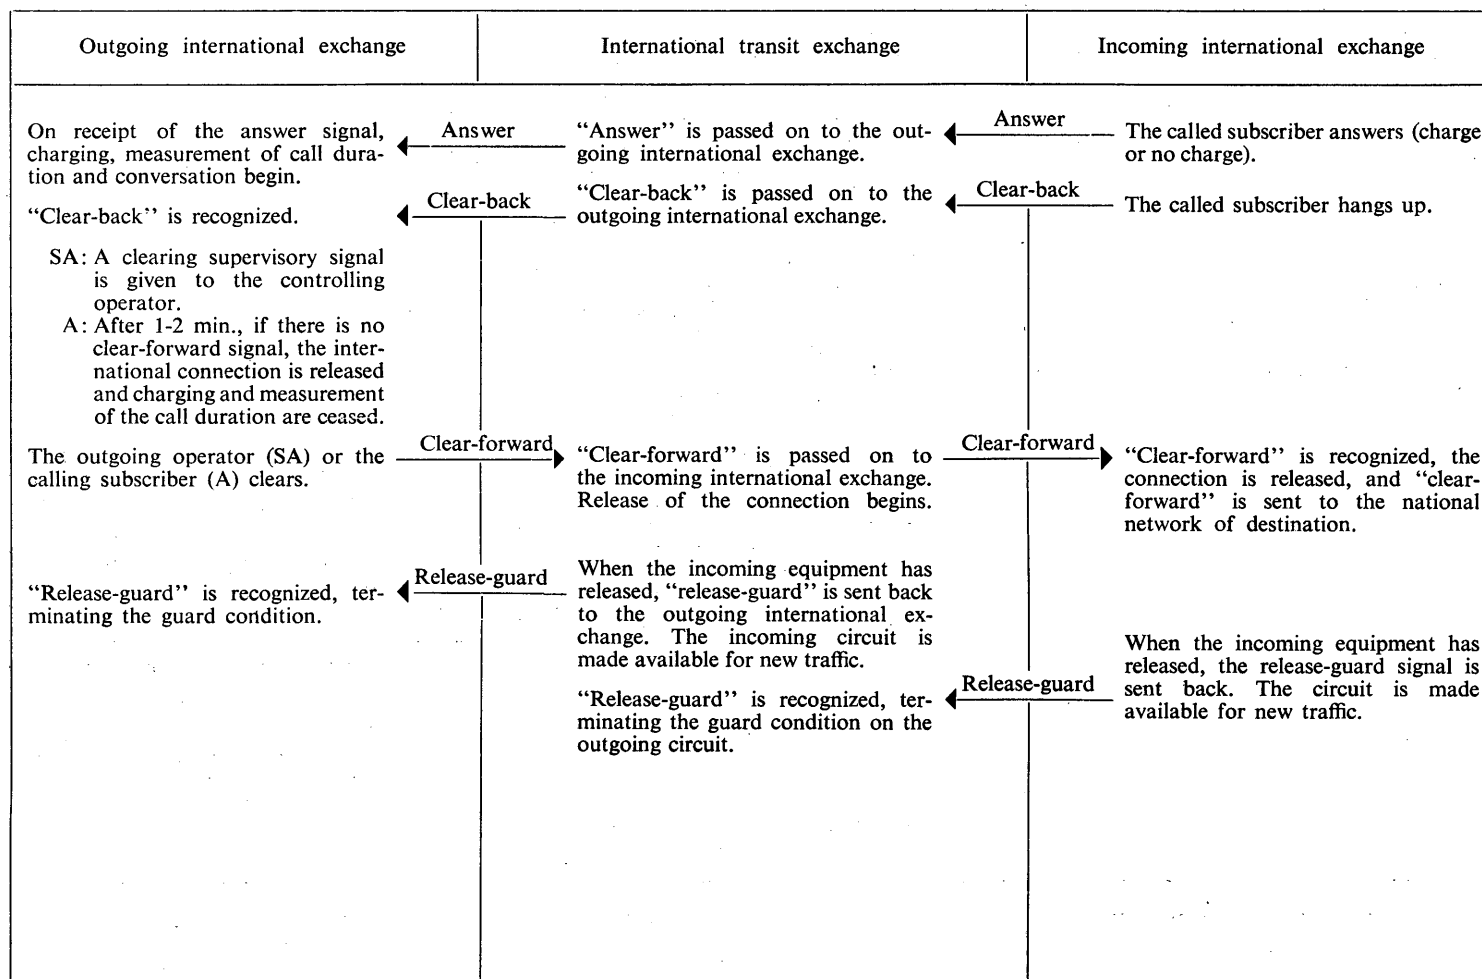 Outgoing international exchange
International transit exchange
Incoming international exchange
On receipt of the answer signal,
charging, measurement of call dura-
tion and conversation begin.
Answer
“Answer” is passed on to the out-
going international exchange.
Answer
The called subscriber answers (charge
or no charge).
“Clear-back” is recognized.
Clear-back
“Clear-back” is passed on to the
outgoing international exchange.
Clear-back
The called subscriber hangs up.
SA: A clearing supervisory signal
is given to the controlling
operator.
A: After 1-2 min., if there is no
clear-forward signal, the inter-
national connection is released
and charging and measurement
of the call duration are ceased.
The outgoing operator (SA) or the
calling subscriber (A) clears.
Clear-forward
“Clear-forward” is passed on to
the incoming international exchange.
Release of the connection begins.
Clear-forward
“Clear-forward” is recognized, the
connection is released, and “clear-
forward” is sent to the national
network of destination.
“Release-guard” is recognized, ter-
minating the guard condition.
Release-guard
When the incoming equipment has
released, “release-guard” is sent back
to the outgoing international ex-
change. The incoming circuit is
made available for new traffic.
“Release-guard” is recognized, ter-
minating the guard condition on the
outgoing circuit.
Release-guard
When the incoming equipment has
released, the release-guard signal is
sent back. The circuit is made
available for new traffic.